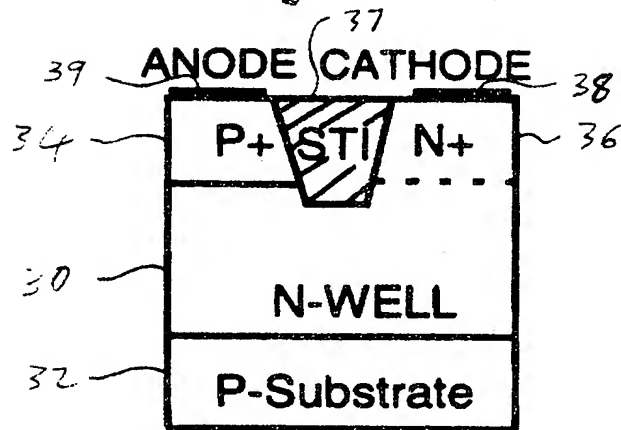 37
39 ANODE CATHODE 38
34 P+ STI N+ 36
30 N-WELL
32 P-Substrate